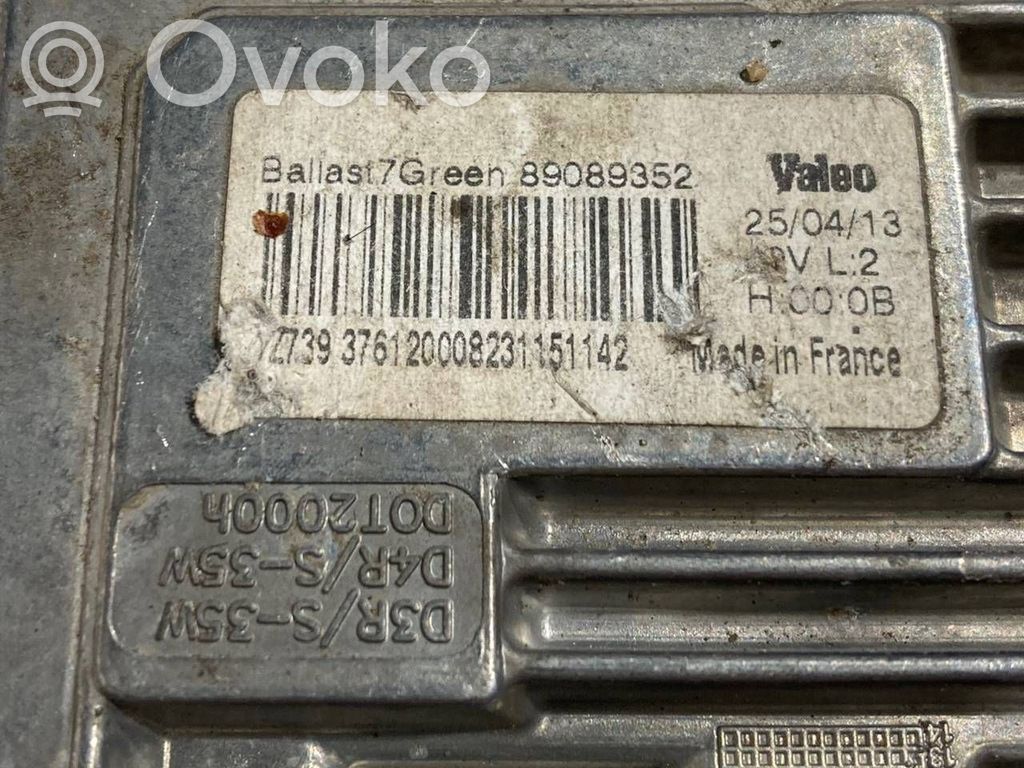 Ovoko
Ballast7Green 89089352
Valeo
25/04/13
L:2
H:00:0B
Z739 376120008231151142
Made in France
D3R/S-35W
D4R/S-35W
DOT2000h